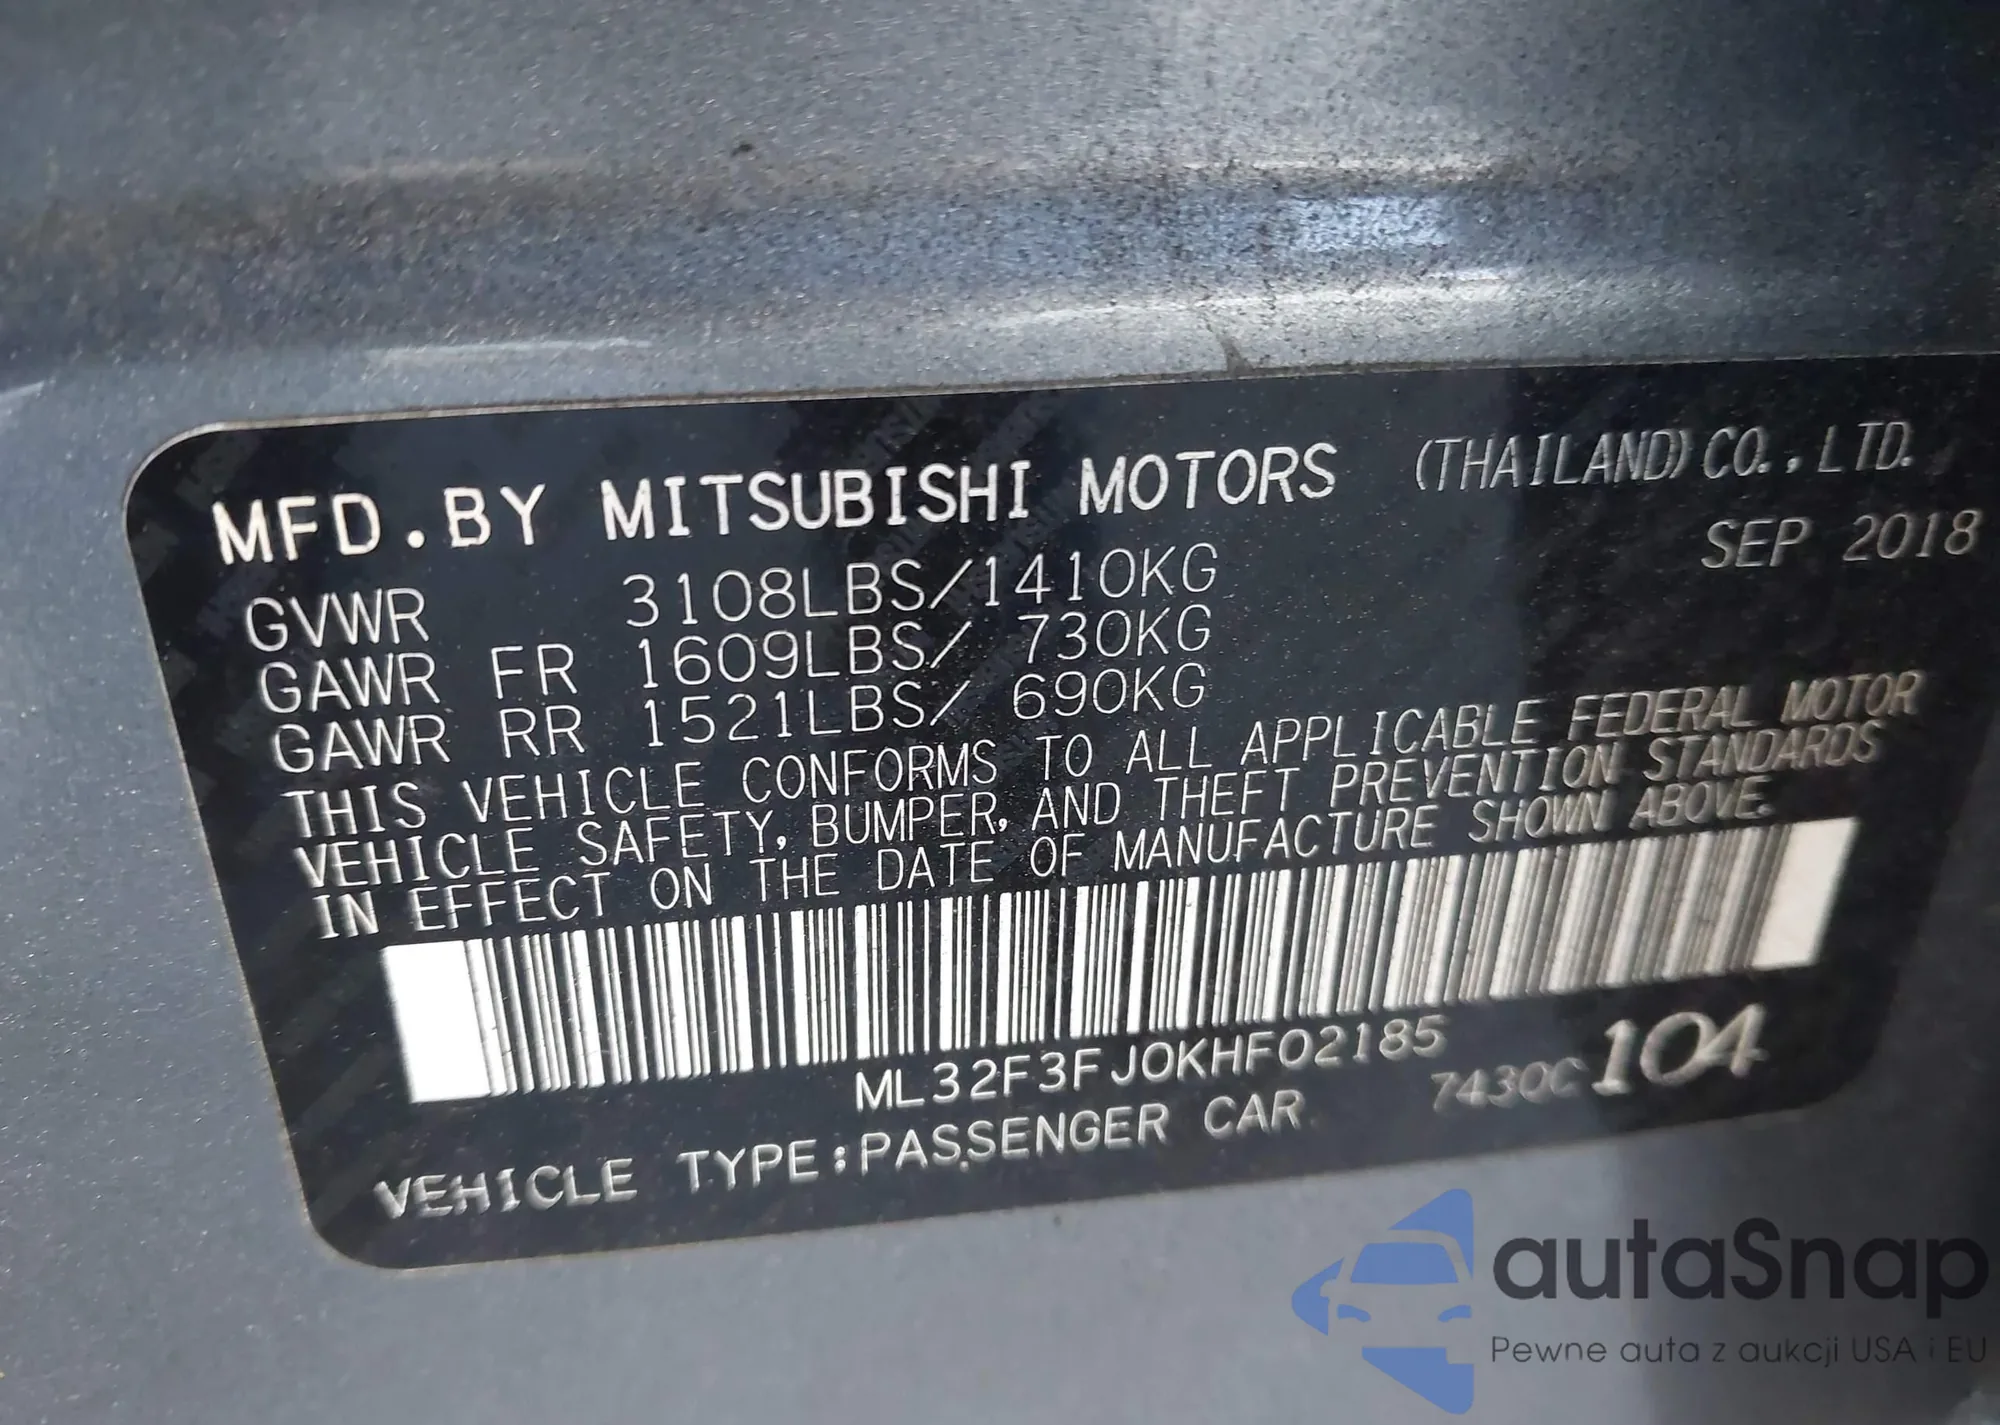 MFD.BY MITSUBISHI MOTORS (THAILAND) CO.,LTD.
SEP 2018
GVWR 3108LBS/1410KG
GAWR FR 1609LBS/ 730KG
GAWR RR 1521LBS/ 690KG
THIS VEHICLE CONFORMS TO ALL APPLICABLE FEDERAL MOTOR
VEHICLE SAFETY, BUMPER, AND THEFT PREVENTION STANDARDS
IN EFFECT ON THE DATE OF MANUFACTURE SHOWN ABOVE.
ML32F3FJ0KHF02185
7430C 104
VEHICLE TYPE:PASSENGER CAR
autaSnap
Pewne auta z aukcji USA i EU